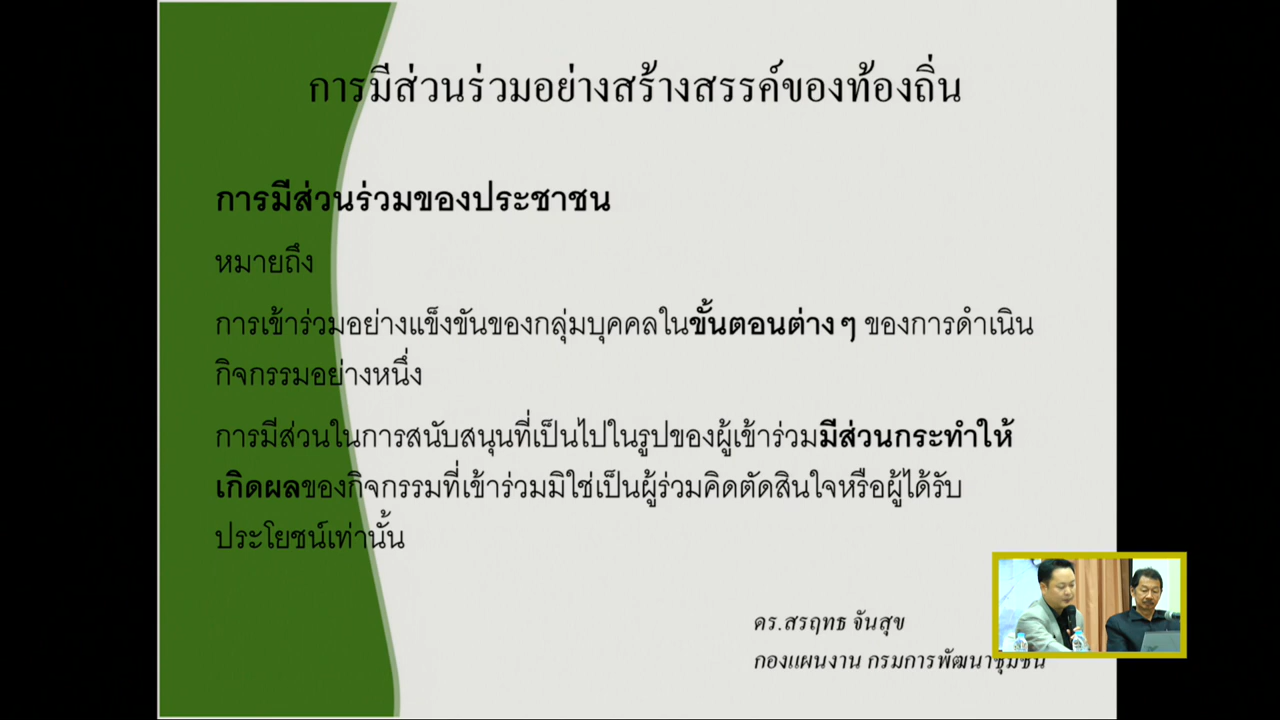 การมีส่วนร่วมอย่างสร้างสรรค์ของท้องถิ่น
การมีส่วนร่วมของประชาชน
หมายถึง
การเข้าร่วมอย่างแข็งขันของกลุ่มบุคคลในขั้นตอนต่าง ๆ ของการดำเนิน
กิจกรรมอย่างหนึ่ง
การมีส่วนในการสนับสนุนที่เป็นไปในรูปของผู้เข้าร่วมมีส่วนกระทำให้
เกิดผลของกิจกรรมที่เข้าร่วมมิใช่เป็นผู้ร่วมคิดตัดสินใจหรือผู้ได้รับ
ประโยชน์เท่านั้น
ดร.สรฤทธ จันสุข
กองแผนงาน กรมการพัฒนาชุมชน